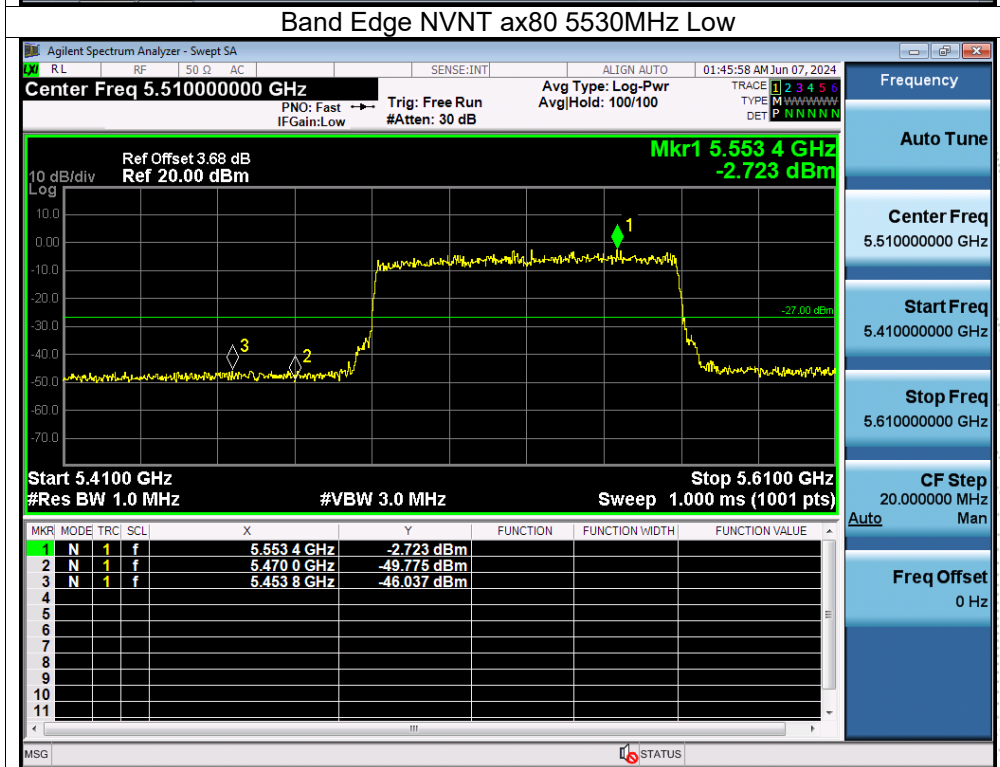 Band Edge NVNT ax80 5530MHz Low
Agilent Spectrum Analyzer - Swept SA
LXI RL RF 50 Ω AC SENSE:INT ALIGN AUTO 01:45:58 AM Jun 07, 2024
Center Freq 5.510000000 GHz
PNO: Fast Trig: Free Run Avg Type: Log-Pwr TRACE 1 2 3 4 5 6
IFGain:Low #Atten: 30 dB Avg|Hold: 100/100 TYPE M WWWWW
DET P N N N N N
Mkr1 5.553 4 GHz
-2.723 dBm
Ref Offset 3.68 dB
10 dB/div Ref 20.00 dBm
Log
10.0
0.00
-10.0
-20.0
-30.0
-40.0
-50.0
-60.0
-70.0
1
-27.00 dBm
3
2
Start 5.4100 GHz Stop 5.6100 GHz
#Res BW 1.0 MHz #VBW 3.0 MHz Sweep 1.000 ms (1001 pts)
MKR MODE TRC SCL X Y FUNCTION FUNCTION WIDTH FUNCTION VALUE
1 N 1 f 5.553 4 GHz -2.723 dBm
2 N 1 f 5.470 0 GHz -49.775 dBm
3 N 1 f 5.453 8 GHz -46.037 dBm
4
5
6
7
8
9
10
11
MSG STATUS
Frequency
Auto Tune
Center Freq
5.510000000 GHz
Start Freq
5.410000000 GHz
Stop Freq
5.610000000 GHz
CF Step
20.000000 MHz
Auto Man
Freq Offset
0 Hz